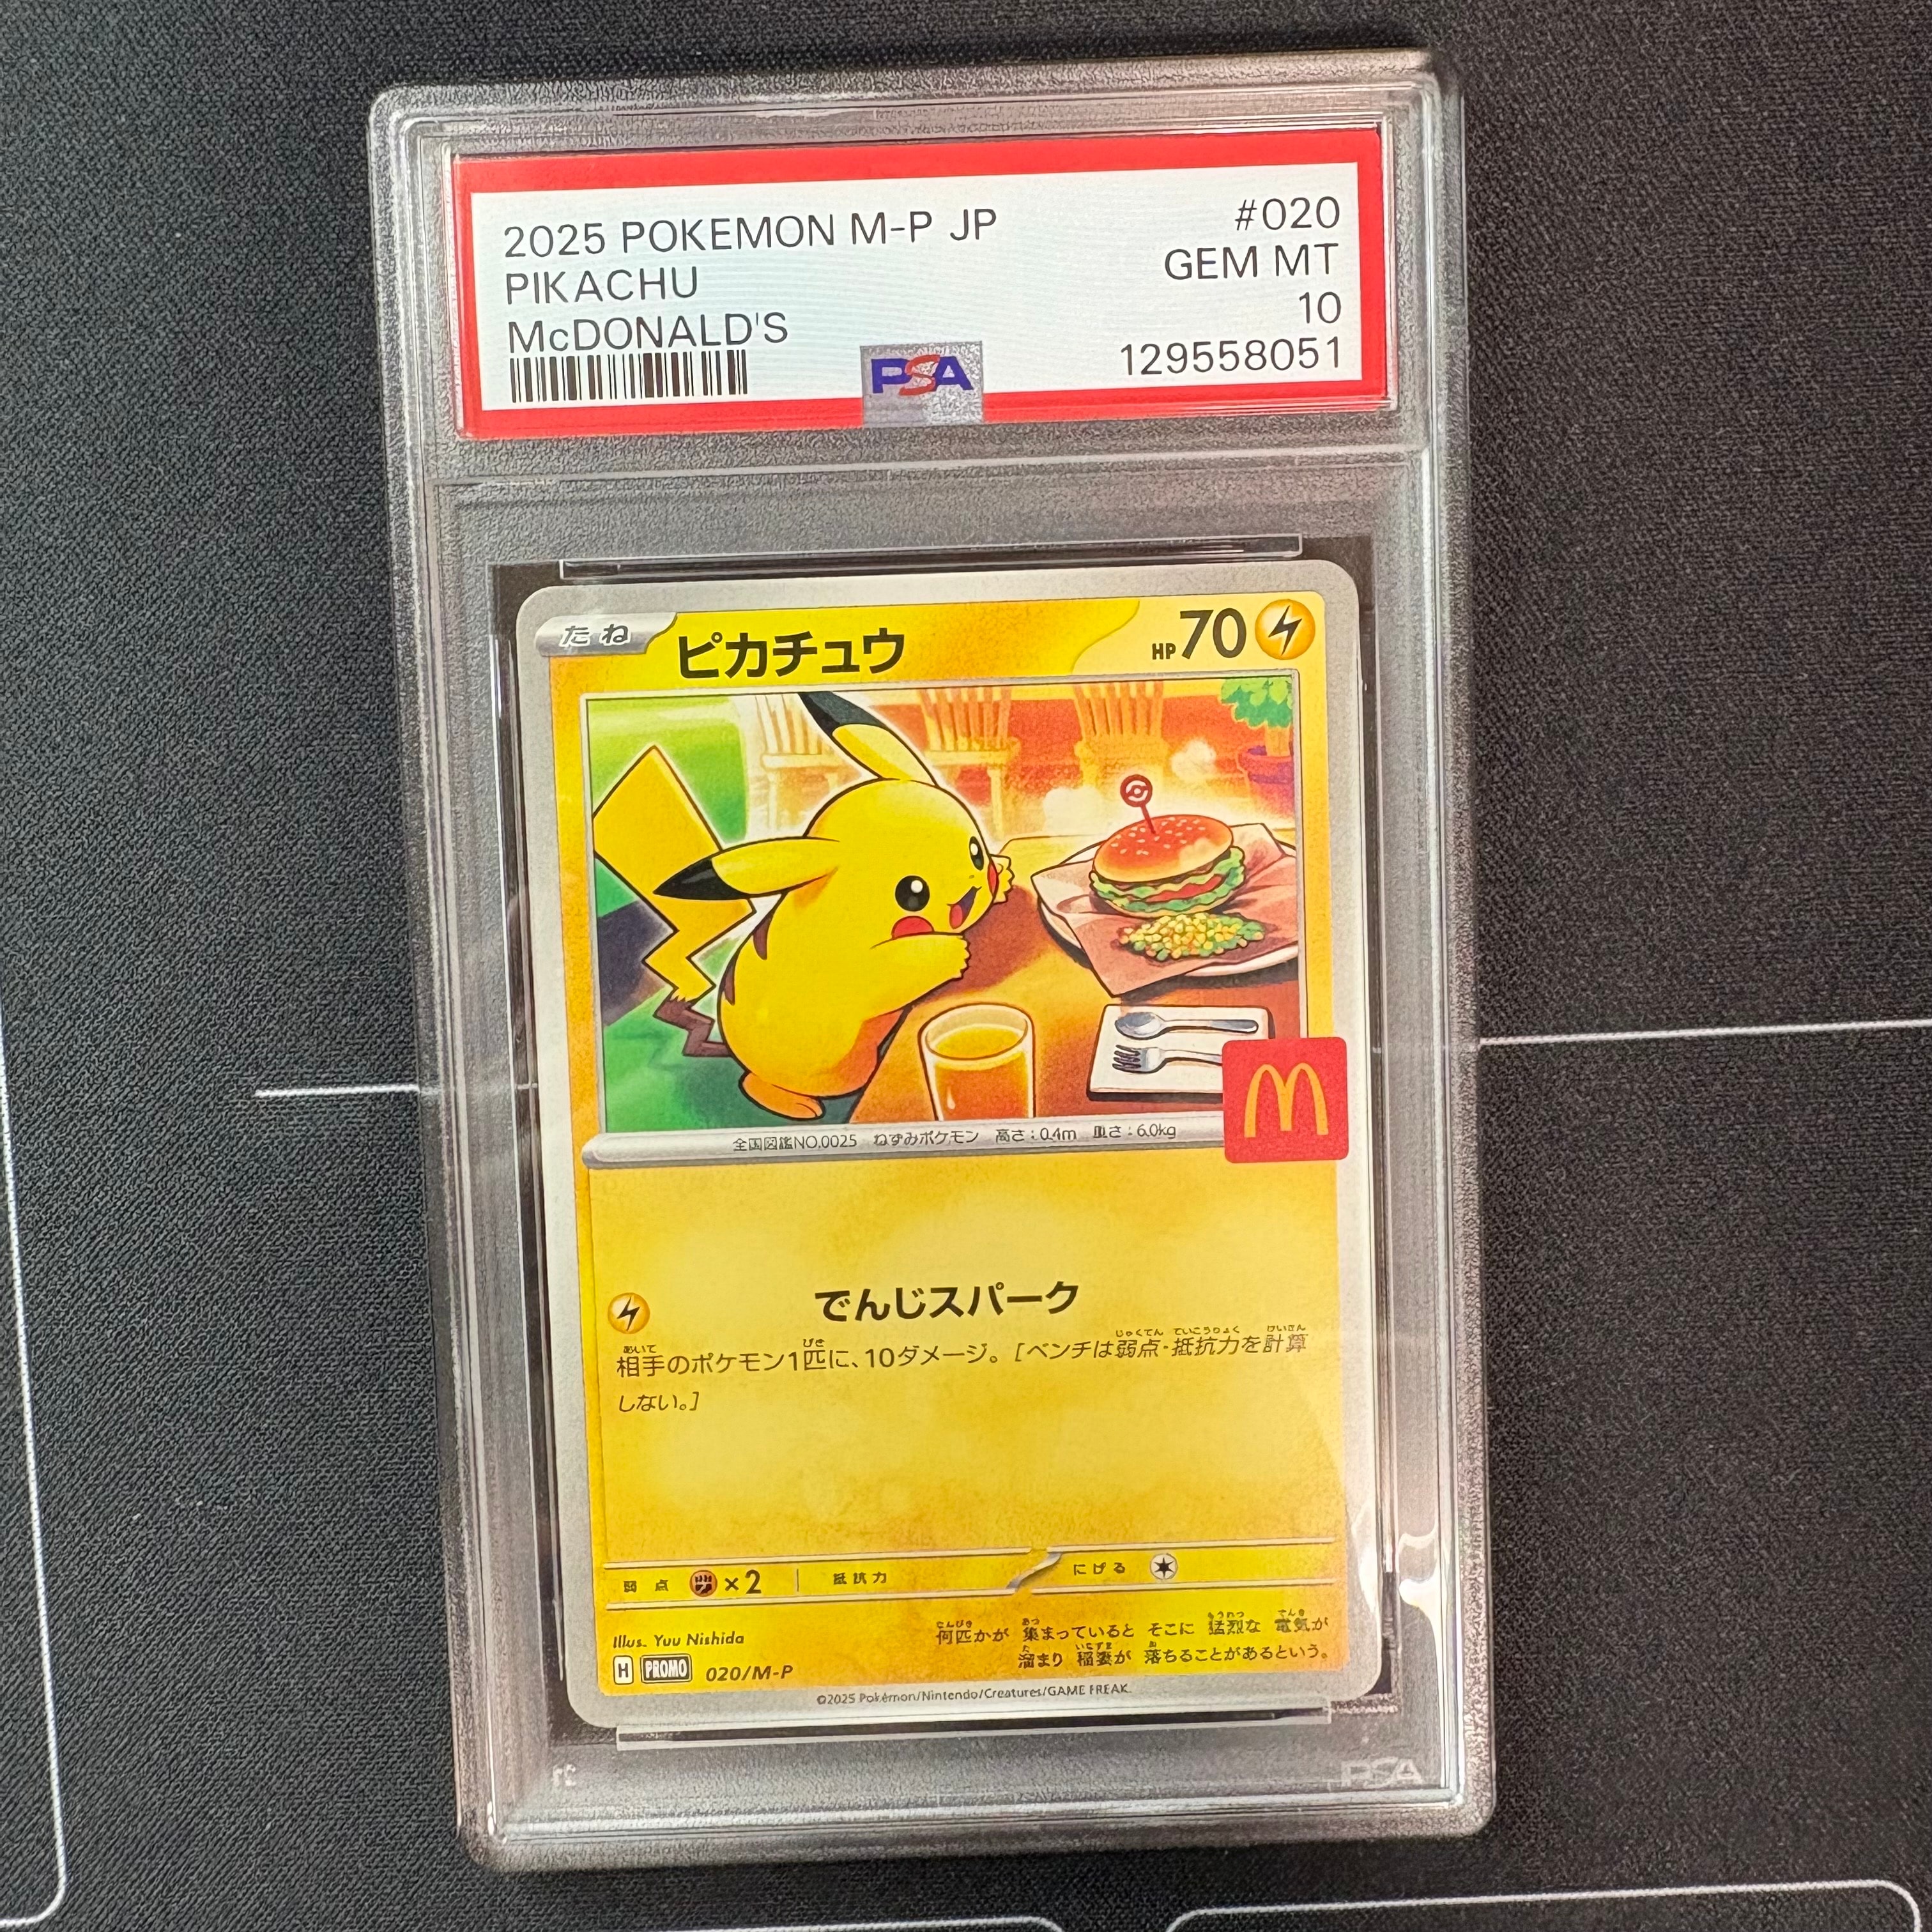 2025 POKEMON M-P JP #020
PIKACHU GEM MT
McDONALD'S 10
PSA 129558051
たね ピカチュウ HP70
全国図鑑NO.0025 ねずみポケモン 高さ:0.4m 重さ:6.0kg
M
でんじスパーク
相手のポケモン1匹に、10ダメージ。[ベンチは弱点・抵抗力を計算
しない。]
弱点 ×2 抵抗力 にげる
Illus. Yuu Nishida
H PROMO 020/M-P
何匹かが 集まっていると そこに 猛烈な 電気が
溜まり 稲妻が 落ちることがあるという。
©2025 Pokémon/Nintendo/Creatures/GAME FREAK.
PSA